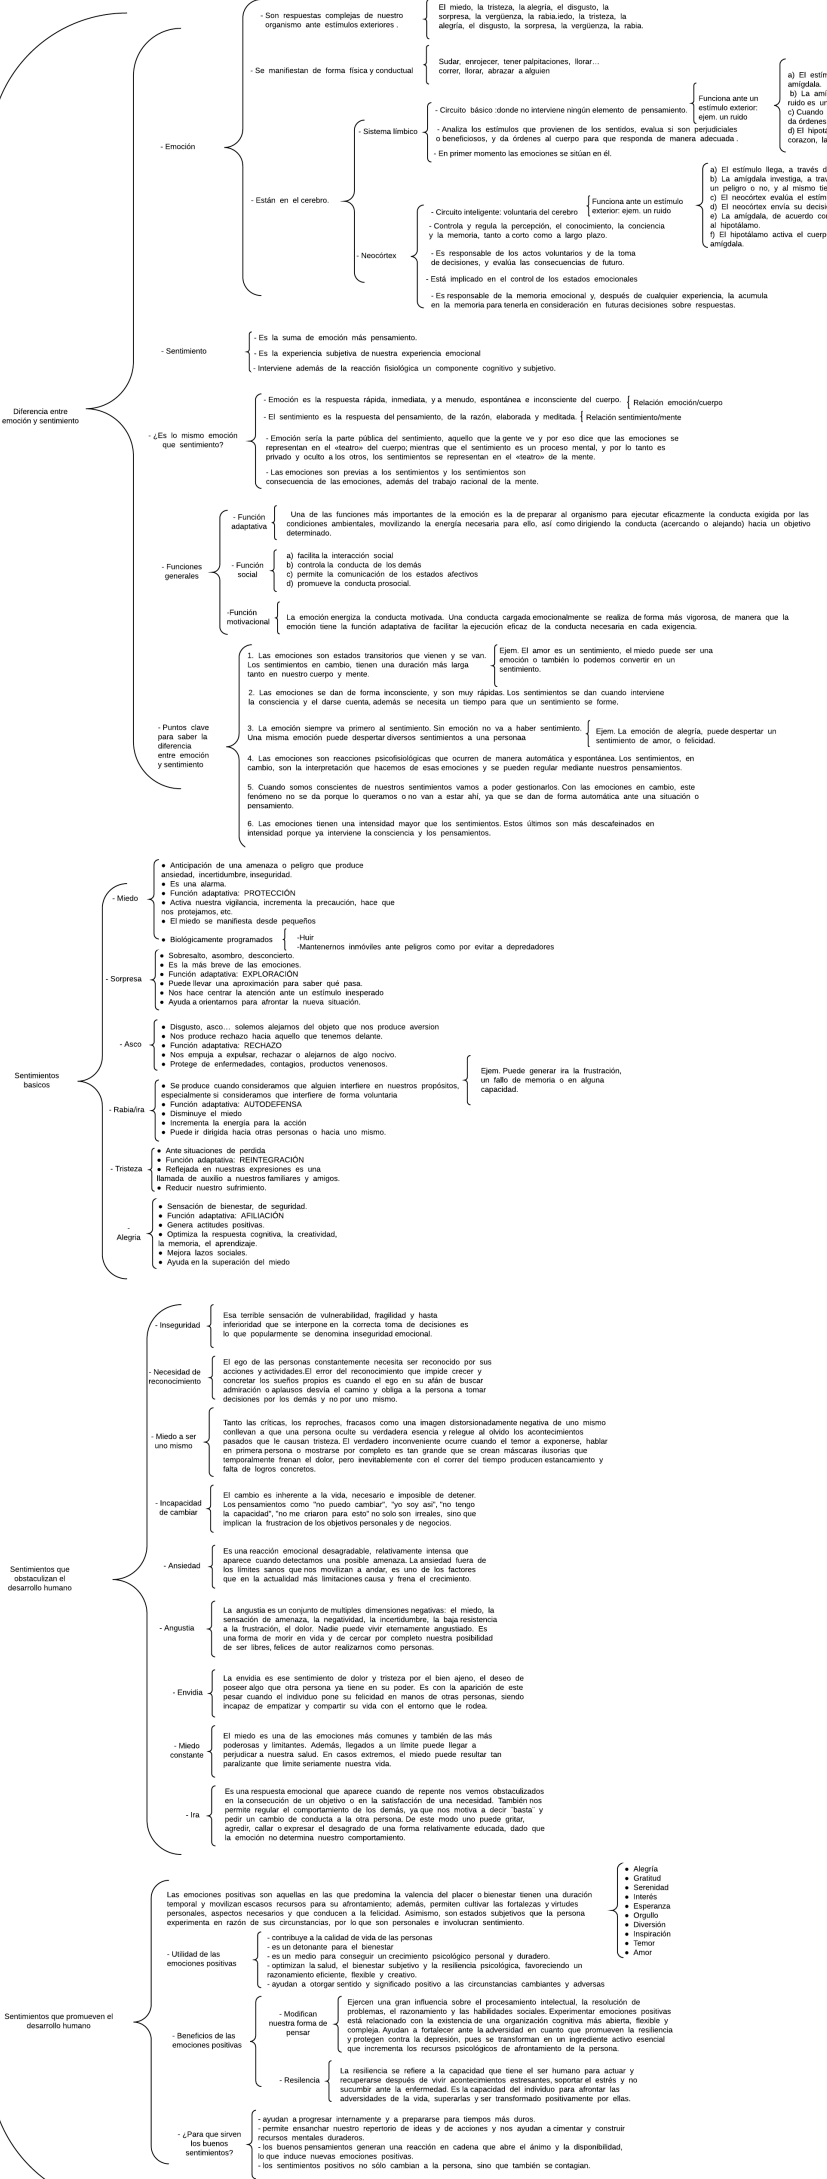 Diferencia entre
emoción y sentimiento
- Emoción
- Son respuestas complejas de nuestro
organismo ante estímulos exteriores .
El miedo, la tristeza, la alegría, el disgusto, la
sorpresa, la vergüenza, la rabia.iedo, la tristeza, la
alegría, el disgusto, la sorpresa, la vergüenza, la rabia.
- Se manifiestan de forma física y conductual
Sudar, enrojecer, tener palpitaciones, llorar…
correr, llorar, abrazar a alguien
- Están en el cerebro.
- Sistema límbico
- Circuito básico :donde no interviene ningún elemento de pensamiento.
Funciona ante un
estímulo exterior:
ejem. un ruido
a) El estím
amígdala.
b) La amí
ruido es un
c) Cuando
da órdenes
d) El hipotá
corazon, la
- Analiza los estímulos que provienen de los sentidos, evalua si son perjudiciales
o beneficiosos, y da órdenes al cuerpo para que responda de manera adecuada .
- En primer momento las emociones se sitúan en él.
- Neocórtex
- Circuito inteligente: voluntaria del cerebro
Funciona ante un estímulo
exterior: ejem. un ruido
a) El estímulo llega, a través d
b) La amígdala investiga, a trav
un peligro o no, y al mismo tie
c) El neocórtex evalúa el estím
d) El neocórtex envía su decisi
e) La amígdala, de acuerdo con
al hipotálamo.
f) El hipotálamo activa el cuerp
amígdala.
- Controla y regula la percepción, el conocimiento, la conciencia
y la memoria, tanto a corto como a largo plazo.
- Es responsable de los actos voluntarios y de la toma
de decisiones, y evalúa las consecuencias de futuro.
- Está implicado en el control de los estados emocionales
- Es responsable de la memoria emocional y, después de cualquier experiencia, la acumula
en la memoria para tenerla en consideración en futuras decisiones sobre respuestas.
- Sentimiento
- Es la suma de emoción más pensamiento.
- Es la experiencia subjetiva de nuestra experiencia emocional
- Interviene además de la reacción fisiológica un componente cognitivo y subjetivo.
- ¿Es lo mismo emoción
que sentimiento?
- Emoción es la respuesta rápida, inmediata, y a menudo, espontánea e inconsciente del cuerpo.
Relación emoción/cuerpo
- El sentimiento es la respuesta del pensamiento, de la razón, elaborada y meditada.
Relación sentimiento/mente
- Emoción sería la parte pública del sentimiento, aquello que la gente ve y por eso dice que las emociones se
representan en el «teatro» del cuerpo; mientras que el sentimiento es un proceso mental, y por lo tanto es
privado y oculto a los otros, los sentimientos se representan en el «teatro» de la mente.
- Las emociones son previas a los sentimientos y los sentimientos son
consecuencia de las emociones, además del trabajo racional de la mente.
- Funciones
generales
- Función
adaptativa
Una de las funciones más importantes de la emoción es la de preparar al organismo para ejecutar eficazmente la conducta exigida por las
condiciones ambientales, movilizando la energía necesaria para ello, así como dirigiendo la conducta (acercando o alejando) hacia un objetivo
determinado.
- Función
social
a) facilita la interacción social
b) controla la conducta de los demás
c) permite la comunicación de los estados afectivos
d) promueve la conducta prosocial.
-Función
motivacional
La emoción energiza la conducta motivada. Una conducta cargada emocionalmente se realiza de forma más vigorosa, de manera que la
emoción tiene la función adaptativa de facilitar la ejecución eficaz de la conducta necesaria en cada exigencia.
- Puntos clave
para saber la
diferencia
entre emoción
y sentimiento
1. Las emociones son estados transitorios que vienen y se van.
Los sentimientos en cambio, tienen una duración más larga
tanto en nuestro cuerpo y mente.
Ejem. El amor es un sentimiento, el miedo puede ser una
emoción o también lo podemos convertir en un
sentimiento.
2. Las emociones se dan de forma inconsciente, y son muy rápidas. Los sentimientos se dan cuando interviene
la consciencia y el darse cuenta, además se necesita un tiempo para que un sentimiento se forme.
3. La emoción siempre va primero al sentimiento. Sin emoción no va a haber sentimiento.
Una misma emoción puede despertar diversos sentimientos a una personaa
Ejem. La emoción de alegría, puede despertar un
sentimiento de amor, o felicidad.
4. Las emociones son reacciones psicofisiológicas que ocurren de manera automática y espontánea. Los sentimientos, en
cambio, son la interpretación que hacemos de esas emociones y se pueden regular mediante nuestros pensamientos.
5. Cuando somos conscientes de nuestros sentimientos vamos a poder gestionarlos. Con las emociones en cambio, este
fenómeno no se da porque lo queramos o no van a estar ahí, ya que se dan de forma automática ante una situación o
pensamiento.
6. Las emociones tienen una intensidad mayor que los sentimientos. Estos últimos son más descafeinados en
intensidad porque ya interviene la consciencia y los pensamientos.
Sentimientos
basicos
- Miedo
● Anticipación de una amenaza o peligro que produce
ansiedad, incertidumbre, inseguridad.
● Es una alarma.
● Función adaptativa: PROTECCIÓN
● Activa nuestra vigilancia, incrementa la precaución, hace que
nos protejamos, etc.
● El miedo se manifiesta desde pequeños
● Biológicamente programados
-Huir
-Mantenernos inmóviles ante peligros como por evitar a depredadores
- Sorpresa
● Sobresalto, asombro, desconcierto.
● Es la más breve de las emociones.
● Función adaptativa: EXPLORACIÓN
● Puede llevar una aproximación para saber qué pasa.
● Nos hace centrar la atención ante un estímulo inesperado
● Ayuda a orientarnos para afrontar la nueva situación.
- Asco
● Disgusto, asco… solemos alejarnos del objeto que nos produce aversion
● Nos produce rechazo hacia aquello que tenemos delante.
● Función adaptativa: RECHAZO
● Nos empuja a expulsar, rechazar o alejarnos de algo nocivo.
● Protege de enfermedades, contagios, productos venenosos.
- Rabia/ira
● Se produce cuando consideramos que alguien interfiere en nuestros propósitos,
especialmente si consideramos que interfiere de forma voluntaria
● Función adaptativa: AUTODEFENSA
● Disminuye el miedo
● Incrementa la energía para la acción
● Puede ir dirigida hacia otras personas o hacia uno mismo.
Ejem. Puede generar ira la frustración,
un fallo de memoria o en alguna
capacidad.
- Tristeza
● Ante situaciones de perdida
● Función adaptativa: REINTEGRACIÓN
● Reflejada en nuestras expresiones es una
llamada de auxilio a nuestros familiares y amigos.
● Reducir nuestro sufrimiento.
-
Alegria
● Sensación de bienestar, de seguridad.
● Función adaptativa: AFILIACIÓN
● Genera actitudes positivas.
● Optimiza la respuesta cognitiva, la creatividad,
la memoria, el aprendizaje.
● Mejora lazos sociales.
● Ayuda en la superación del miedo
Sentimientos que
obstaculizan el
desarrollo humano
- Inseguridad
Esa terrible sensación de vulnerabilidad, fragilidad y hasta
inferioridad que se interpone en la correcta toma de decisiones es
lo que popularmente se denomina inseguridad emocional.
- Necesidad de
reconocimiento
El ego de las personas constantemente necesita ser reconocido por sus
acciones y actividades.El error del reconocimiento que impide crecer y
concretar los sueños propios es cuando el ego en su afán de buscar
admiración o aplausos desvía el camino y obliga a la persona a tomar
decisiones por los demás y no por uno mismo.
- Miedo a ser
uno mismo
Tanto las críticas, los reproches, fracasos como una imagen distorsionadamente negativa de uno mismo
conllevan a que una persona oculte su verdadera esencia y relegue al olvido los acontecimientos
pasados que le causan tristeza. El verdadero inconveniente ocurre cuando el temor a exponerse, hablar
en primera persona o mostrarse por completo es tan grande que se crean máscaras ilusorias que
temporalmente frenan el dolor, pero inevitablemente con el correr del tiempo producen estancamiento y
falta de logros concretos.
- Incapacidad
de cambiar
El cambio es inherente a la vida, necesario e imposible de detener.
Los pensamientos como "no puedo cambiar", "yo soy asi", "no tengo
la capacidad", "no me criaron para esto" no solo son irreales, sino que
implican la frustracion de los objetivos personales y de negocios.
- Ansiedad
Es una reacción emocional desagradable, relativamente intensa que
aparece cuando detectamos una posible amenaza. La ansiedad fuera de
los límites sanos que nos movilizan a andar, es uno de los factores
que en la actualidad más limitaciones causa y frena el crecimiento.
- Angustia
La angustia es un conjunto de multiples dimensiones negativas: el miedo, la
sensación de amenaza, la negatividad, la incertidumbre, la baja resistencia
a la frustración, el dolor. Nadie puede vivir eternamente angustiado. Es
una forma de morir en vida y de cercar por completo nuestra posibilidad
de ser libres, felices de autor realizarnos como personas.
- Envidia
La envidia es ese sentimiento de dolor y tristeza por el bien ajeno, el deseo de
poseer algo que otra persona ya tiene en su poder. Es con la aparición de este
pesar cuando el individuo pone su felicidad en manos de otras personas, siendo
incapaz de empatizar y compartir su vida con el entorno que le rodea.
- Miedo
constante
El miedo es una de las emociones más comunes y también de las más
poderosas y limitantes. Además, llegados a un límite puede llegar a
perjudicar a nuestra salud. En casos extremos, el miedo puede resultar tan
paralizante que limite seriamente nuestra vida.
- Ira
Es una respuesta emocional que aparece cuando de repente nos vemos obstaculizados
en la consecución de un objetivo o en la satisfacción de una necesidad. También nos
permite regular el comportamiento de los demás, ya que nos motiva a decir ¨basta¨ y
pedir un cambio de conducta a la otra persona. De este modo uno puede gritar,
agredir, callar o expresar el desagrado de una forma relativamente educada, dado que
la emoción no determina nuestro comportamiento.
Sentimientos que promueven el
desarrollo humano
Las emociones positivas son aquellas en las que predomina la valencia del placer o bienestar tienen una duración
temporal y movilizan escasos recursos para su afrontamiento; además, permiten cultivar las fortalezas y virtudes
personales, aspectos necesarios y que conducen a la felicidad. Asimismo, son estados subjetivos que la persona
experimenta en razón de sus circunstancias, por lo que son personales e involucran sentimiento.
● Alegría
● Gratitud
● Serenidad
● Interés
● Esperanza
● Orgullo
● Diversión
● Inspiración
● Temor
● Amor
- Utilidad de las
emociones positivas
- contribuye a la calidad de vida de las personas
- es un detonante para el bienestar
- es un medio para conseguir un crecimiento psicológico personal y duradero.
- optimizan la salud, el bienestar subjetivo y la resiliencia psicológica, favoreciendo un
razonamiento eficiente, flexible y creativo.
- ayudan a otorgar sentido y significado positivo a las circunstancias cambiantes y adversas
- Beneficios de las
emociones positivas
- Modifican
nuestra forma de
pensar
Ejercen una gran influencia sobre el procesamiento intelectual, la resolución de
problemas, el razonamiento y las habilidades sociales. Experimentar emociones positivas
está relacionado con la existencia de una organización cognitiva más abierta, flexible y
compleja. Ayudan a fortalecer ante la adversidad en cuanto que promueven la resiliencia
y protegen contra la depresión, pues se transforman en un ingrediente activo esencial
que incrementa los recursos psicológicos de afrontamiento de la persona.
- Resilencia
La resiliencia se refiere a la capacidad que tiene el ser humano para actuar y
recuperarse después de vivir acontecimientos estresantes, soportar el estrés y no
sucumbir ante la enfermedad. Es la capacidad del individuo para afrontar las
adversidades de la vida, superarlas y ser transformado positivamente por ellas.
- ¿Para que sirven
los buenos
sentimientos?
- ayudan a progresar internamente y a prepararse para tiempos más duros.
- permite ensanchar nuestro repertorio de ideas y de acciones y nos ayudan a cimentar y construir
recursos mentales duraderos.
- los buenos pensamientos generan una reacción en cadena que abre el ánimo y la disponibilidad,
lo que induce nuevas emociones positivas.
- los sentimientos positivos no sólo cambian a la persona, sino que también se contagian.